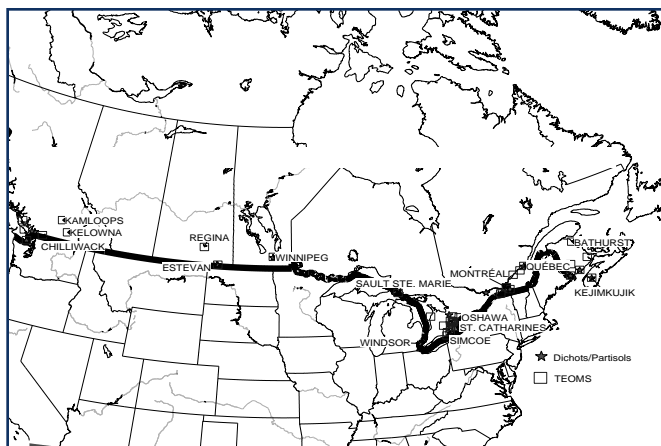 KAMLOOPS
KELOWNA
CHILLIWACK
REGINA
ESTEVAN
WINNIPEG
SAULT STE. MARIE
MONTRÉAL
QUÉBEC
BATHURST
KEJIMKUJIK
OSHAWA
ST. CATHARINES
SIMCOE
WINDSOR
Dichots/Partisols
TEOMS